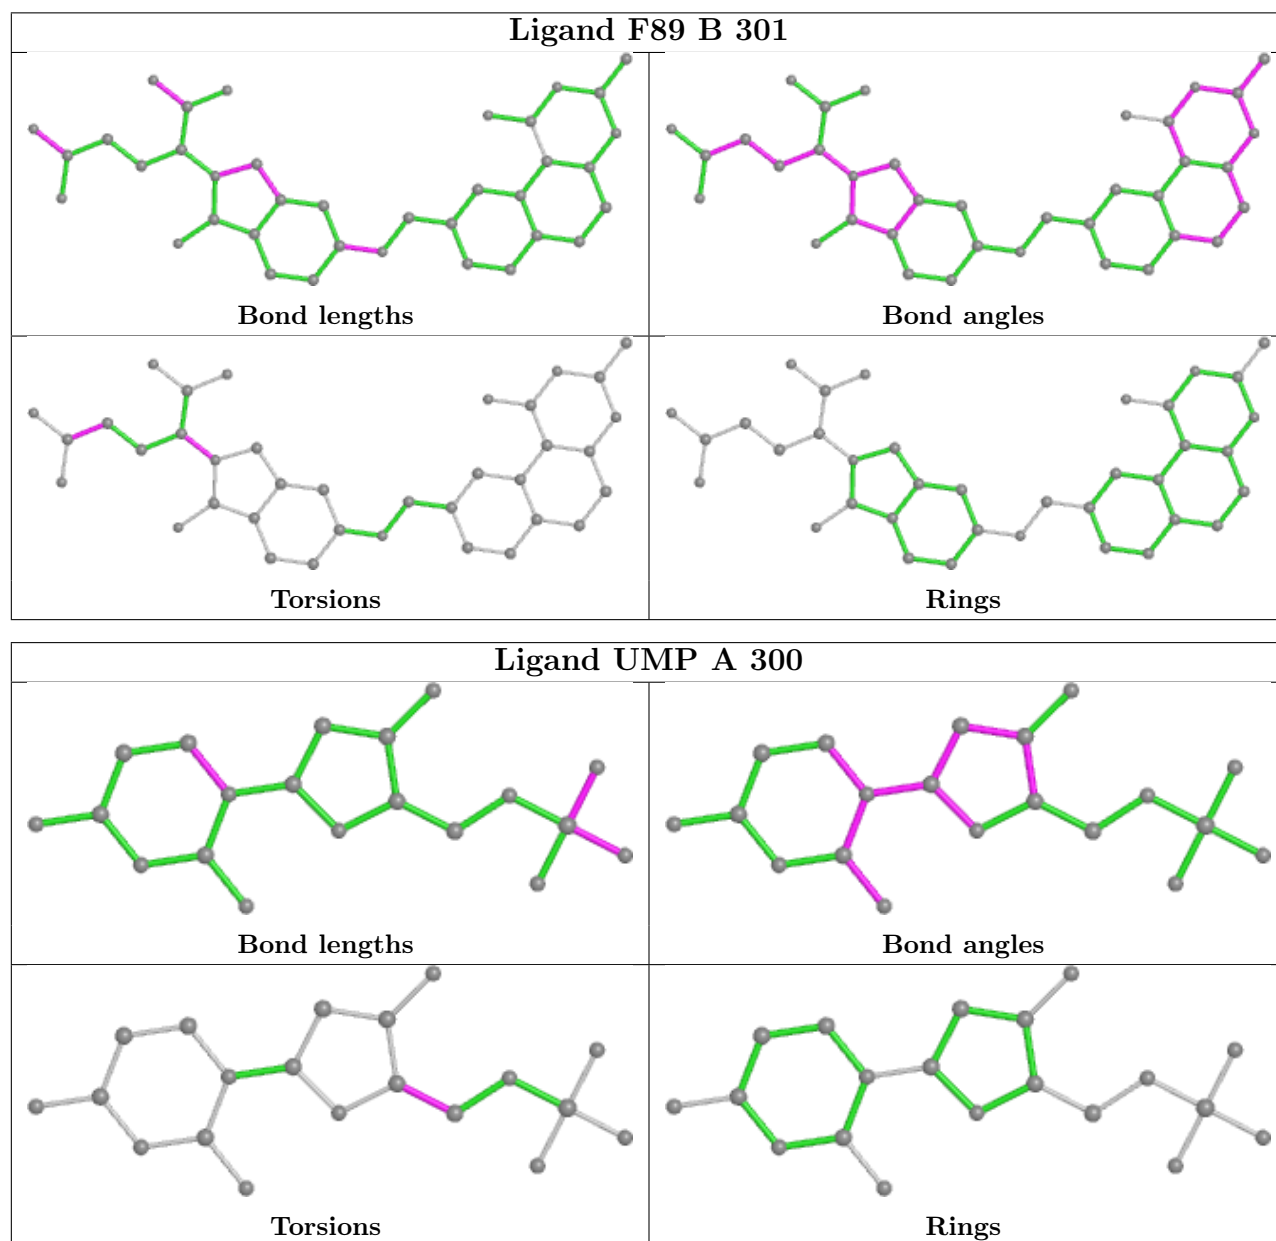 Ligand F89 B 301
Bond lengths
Bond angles
Torsions
Rings
Ligand UMP A 300
Bond lengths
Bond angles
Torsions
Rings